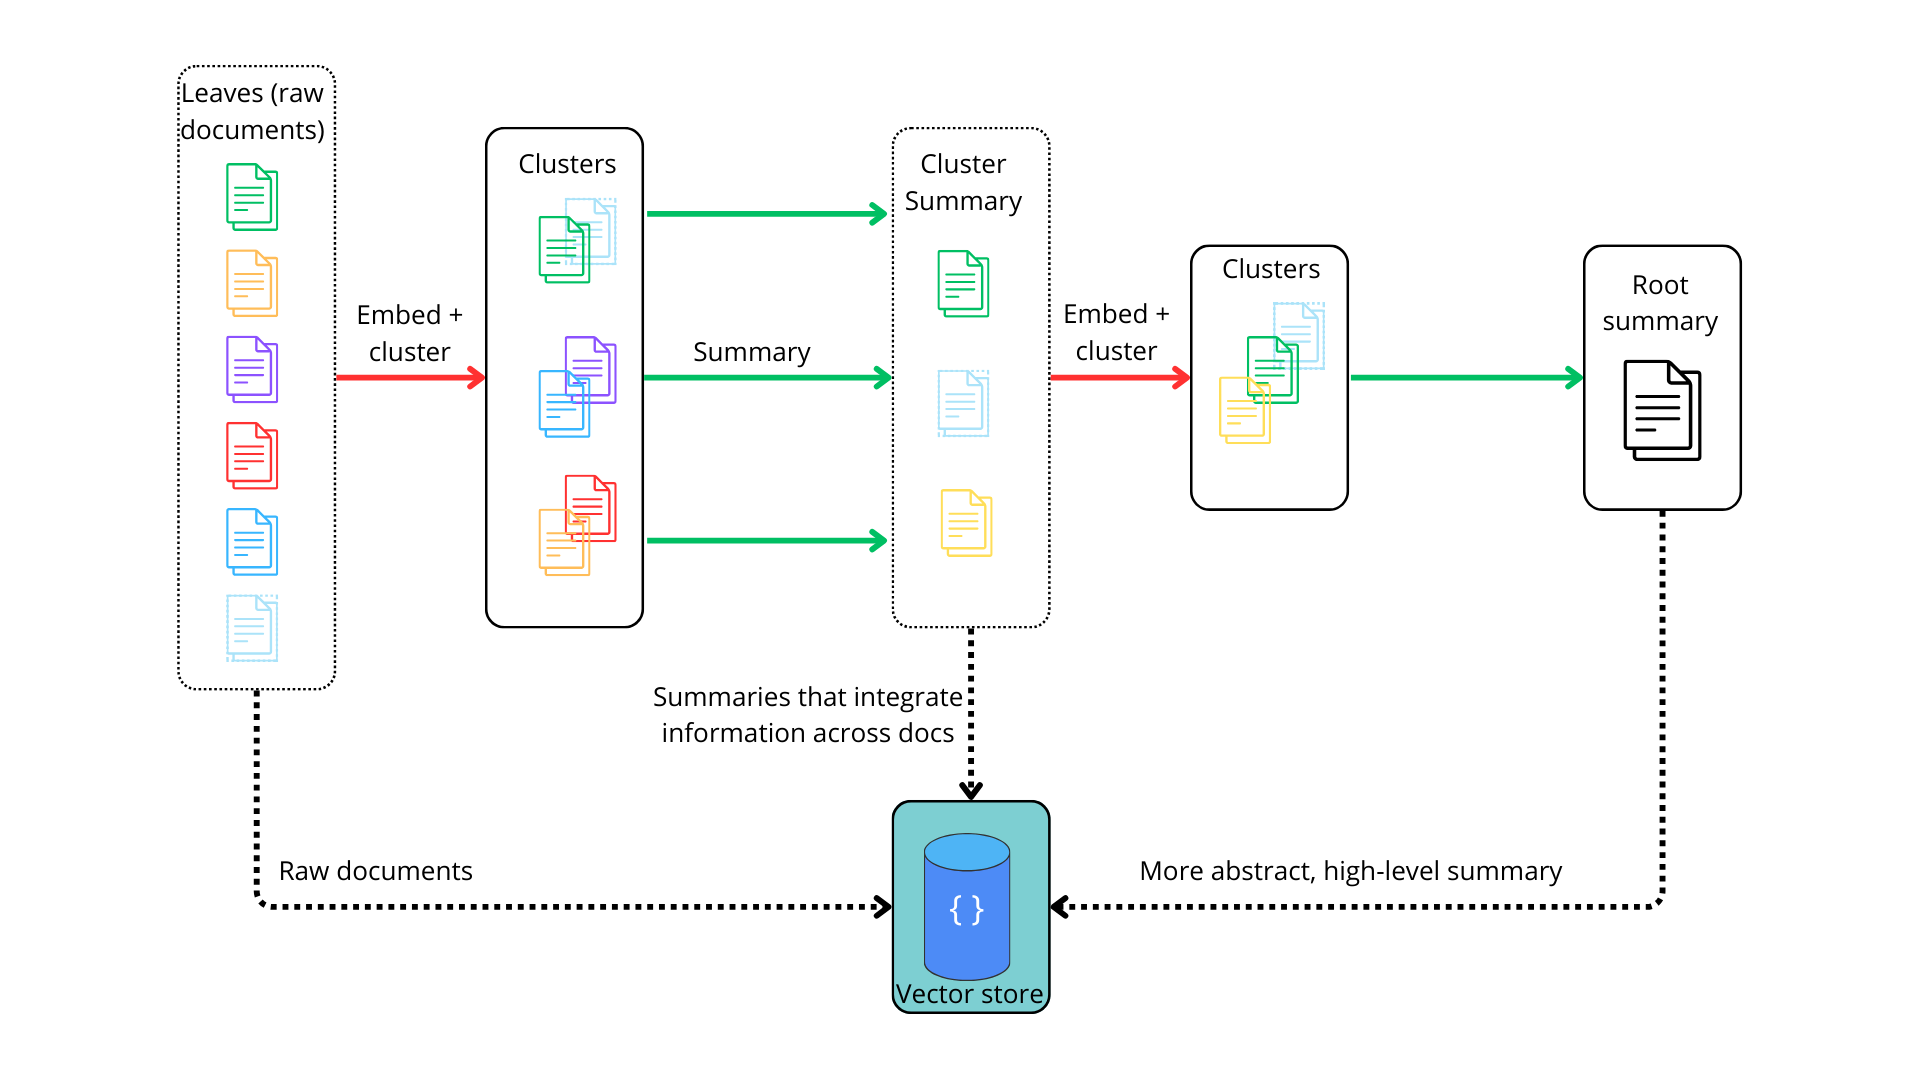 Leaves (raw
documents)
Embed +
cluster
Clusters
Summary
Cluster
Summary
Embed +
cluster
Clusters
Root
summary
Summaries that integrate
information across docs
Raw documents
More abstract, high-level summary
{ }
Vector store